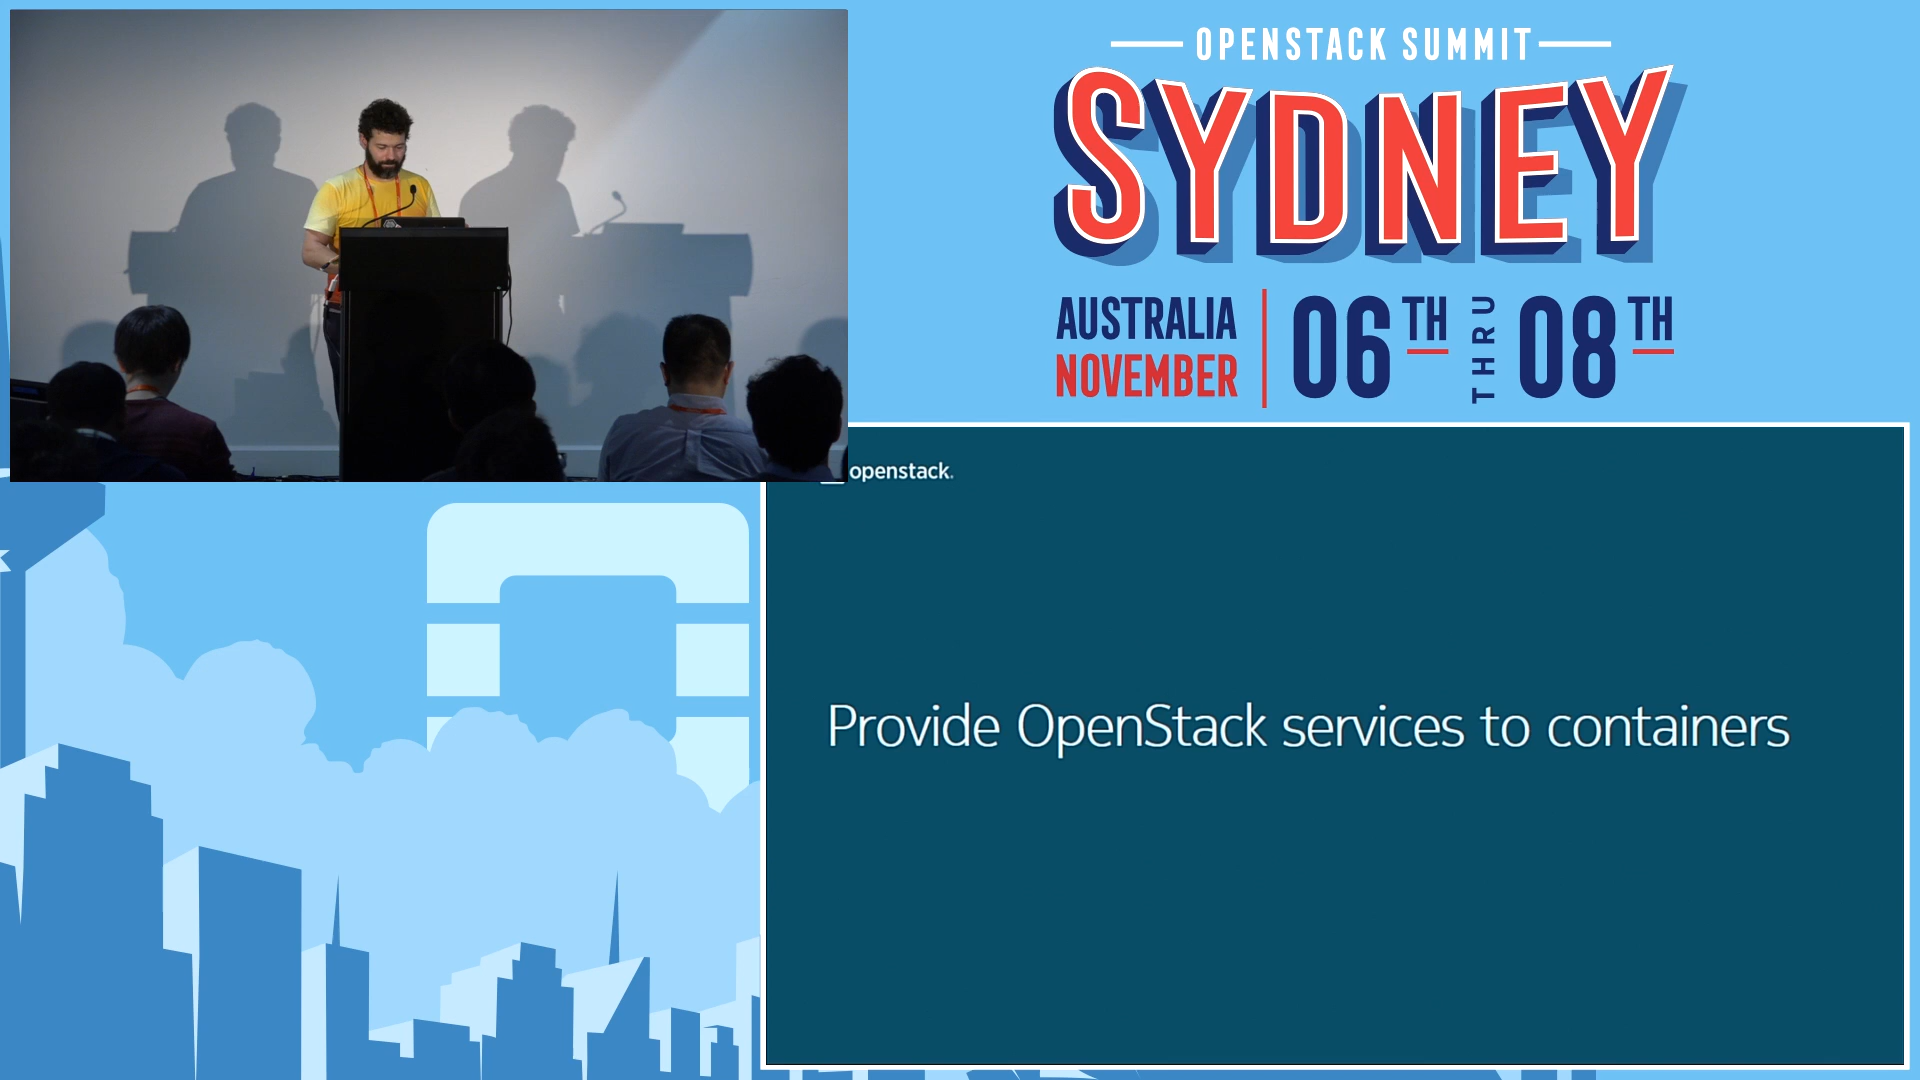 OPENSTACK SUMMIT
SYDNEY
AUSTRALIA
NOVEMBER
06TH
THRU
08TH
openstack.
Provide OpenStack services to containers